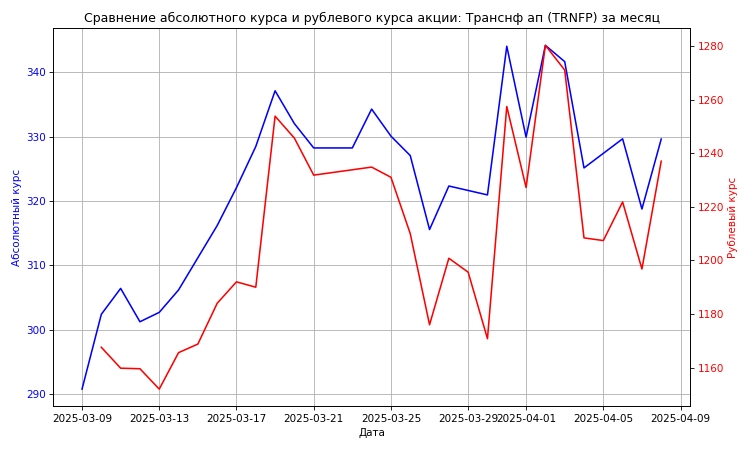 Сравнение абсолютного курса и рублевого курса акции: Транснф ап (TRNFP) за месяц
340
330
320
310
300
290
Абсолютный курс
1280
1260
1240
1220
1200
1180
1160
Рублевый курс
2025-03-09 2025-03-13 2025-03-17 2025-03-21 2025-03-25 2025-03-29 2025-04-01 2025-04-05 2025-04-09
Дата